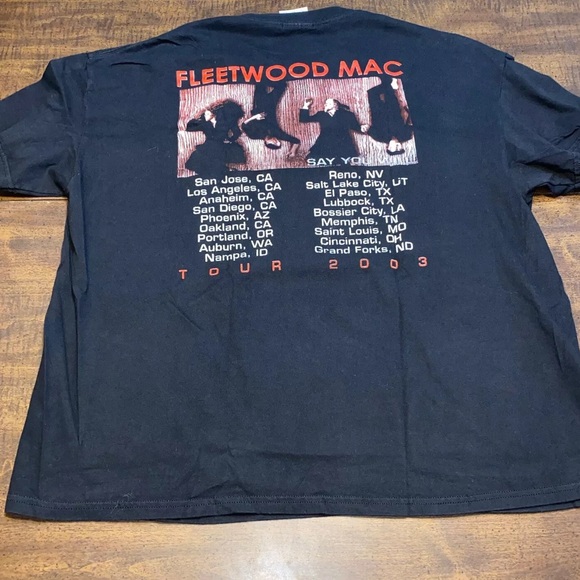 FLEETWOOD MAC
SAY YOU WILL
San Jose, CA
Los Angeles, CA
Anaheim, CA
San Diego, CA
Phoenix, AZ
Oakland, CA
Portland, OR
Auburn, WA
Nampa, ID
Reno, NV
Salt Lake City, UT
El Paso, TX
Lubbock, TX
Bossier City, LA
Memphis, TN
Saint Louis, MO
Cincinnati, OH
Grand Forks, ND
TOUR 2003